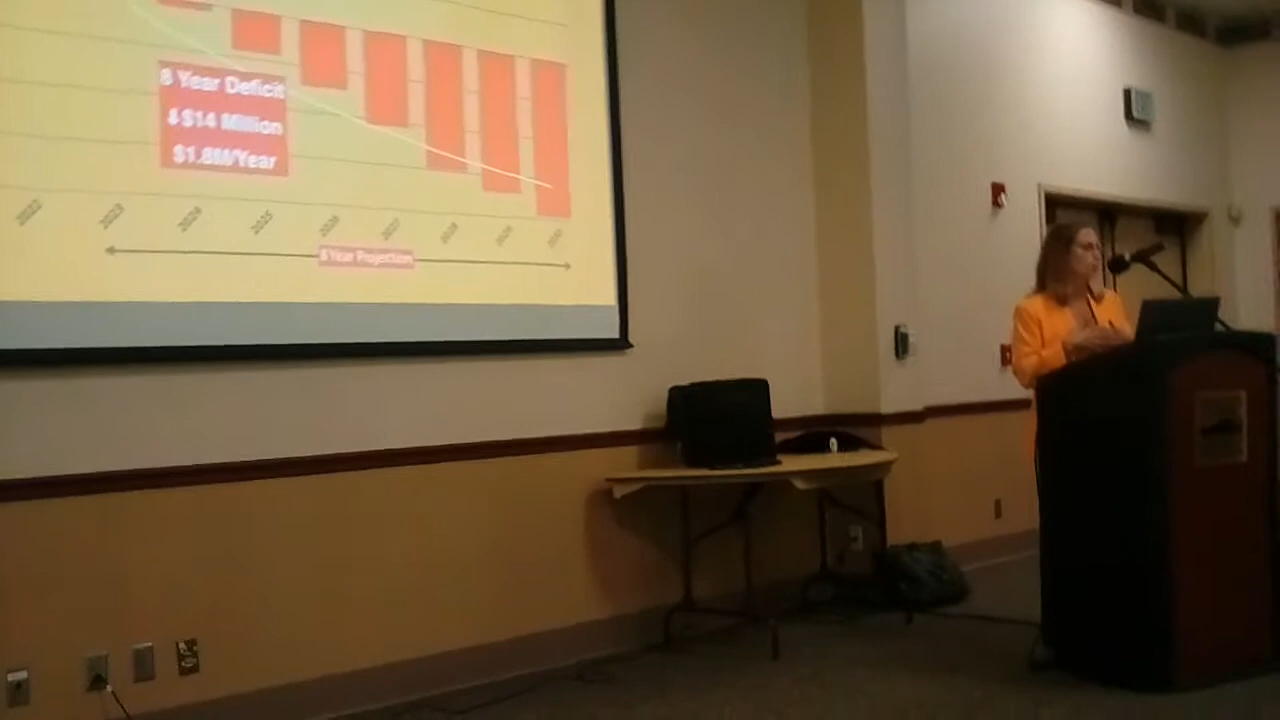 8 Year Deficit
-$14 Million
$1.8M/Year
2022 2023 2024 2025 2026 2027 2028 2029 2030
8 Year Projection